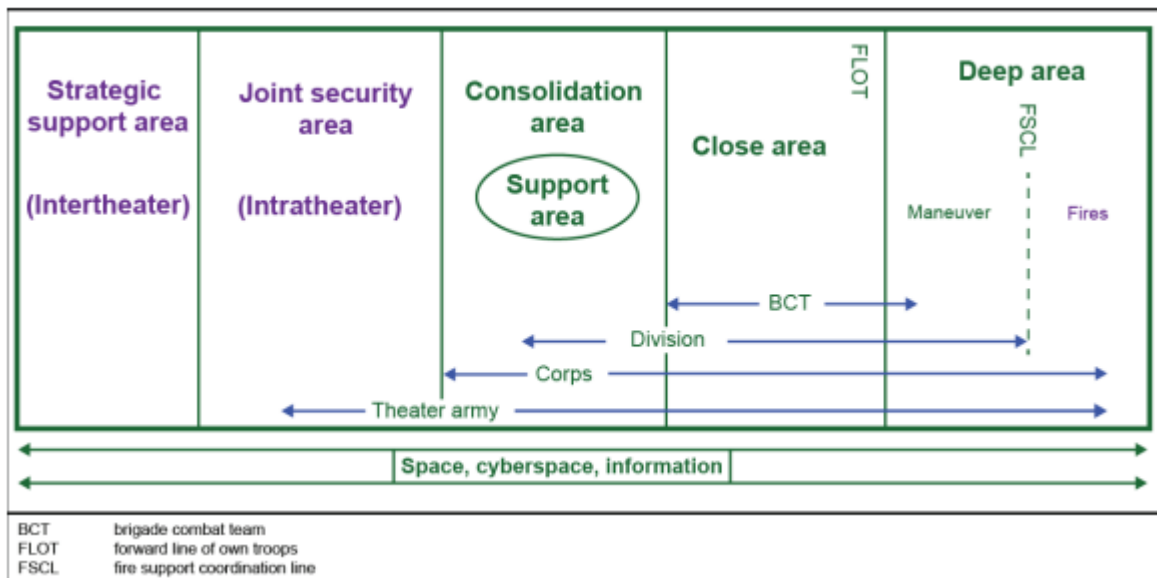 Strategic
support area
(Intertheater)
Joint security
area
(Intratheater)
Consolidation
area
Support
area
Close area
FLOT
Deep area
FSCL
Maneuver
Fires
BCT
Division
Corps
Theater army
Space, cyberspace, information
BCT brigade combat team
FLOT forward line of own troops
FSCL fire support coordination line